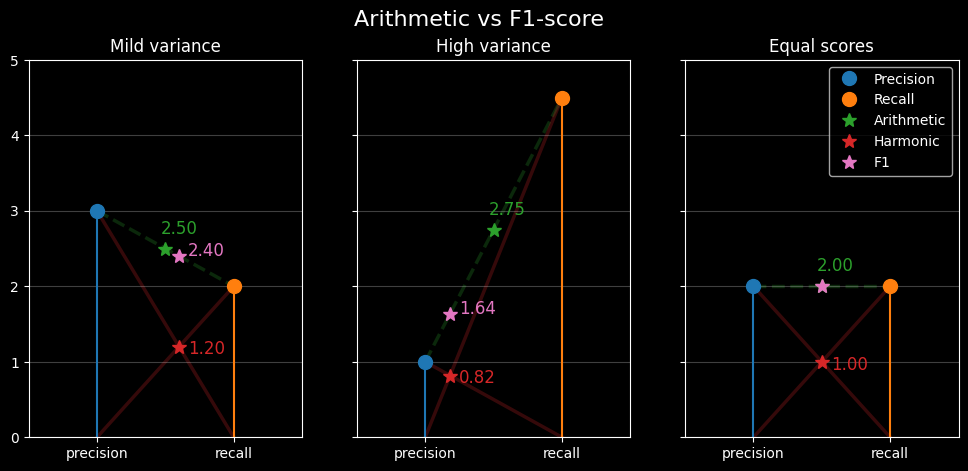 Arithmetic vs F1-score
Mild variance
5
4
3
2
1
0
2.50
2.40
1.20
precision
recall
High variance
2.75
1.64
0.82
precision
recall
Equal scores
Precision
Recall
Arithmetic
Harmonic
F1
2.00
1.00
precision
recall